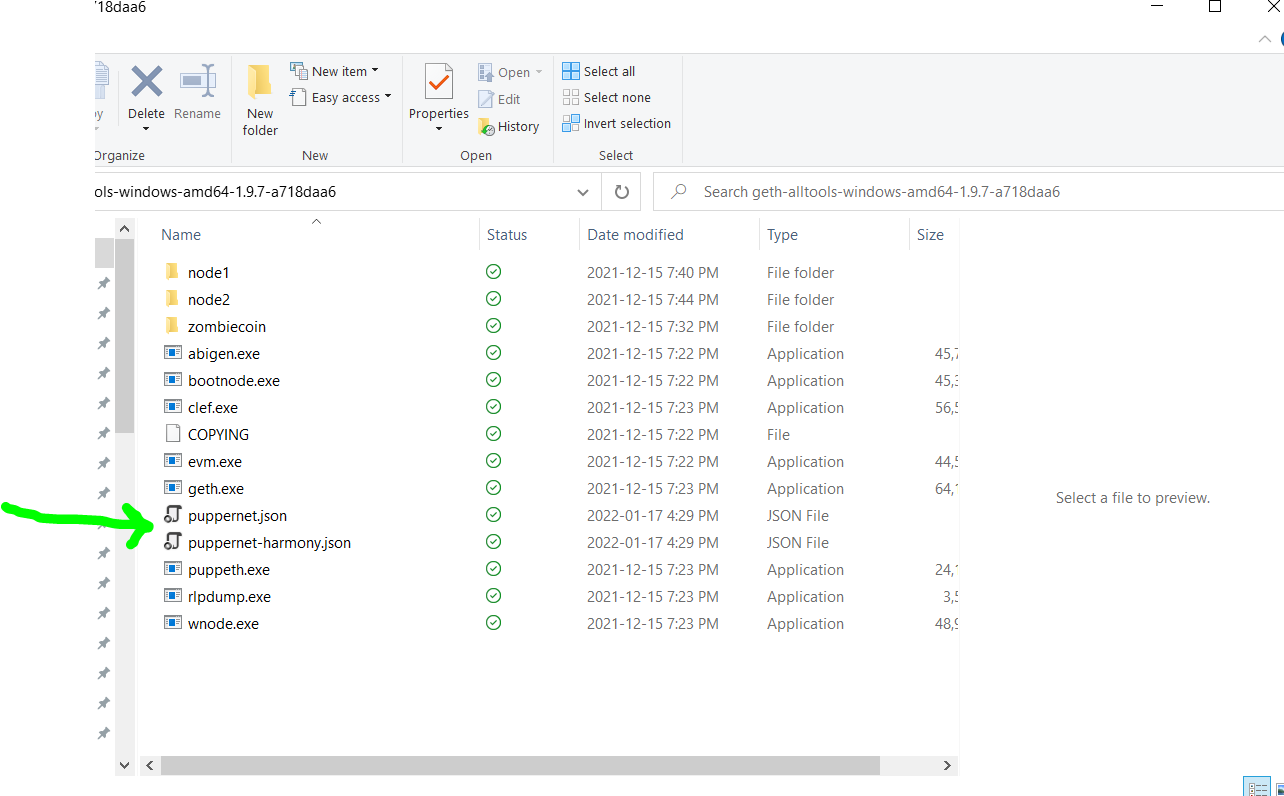 '718daa6
Delete
Rename
New
folder
New item
Easy access
Properties
Open
Edit
History
Select all
Select none
Invert selection
Organize
New
Open
Select
ols-windows-amd64-1.9.7-a718daa6
Search geth-alltools-windows-amd64-1.9.7-a718daa6
Name Status Date modified Type Size
node1 2021-12-15 7:40 PM File folder
node2 2021-12-15 7:44 PM File folder
zombiecoin 2021-12-15 7:32 PM File folder
abigen.exe 2021-12-15 7:22 PM Application 45,7
bootnode.exe 2021-12-15 7:22 PM Application 45,3
clef.exe 2021-12-15 7:23 PM Application 56,5
COPYING 2021-12-15 7:22 PM File
evm.exe 2021-12-15 7:22 PM Application 44,5
geth.exe 2021-12-15 7:23 PM Application 64,1
puppernet.json 2022-01-17 4:29 PM JSON File
puppernet-harmony.json 2022-01-17 4:29 PM JSON File
puppeth.exe 2021-12-15 7:23 PM Application 24,1
rlpdump.exe 2021-12-15 7:23 PM Application 3,5
wnode.exe 2021-12-15 7:23 PM Application 48,9
Select a file to preview.